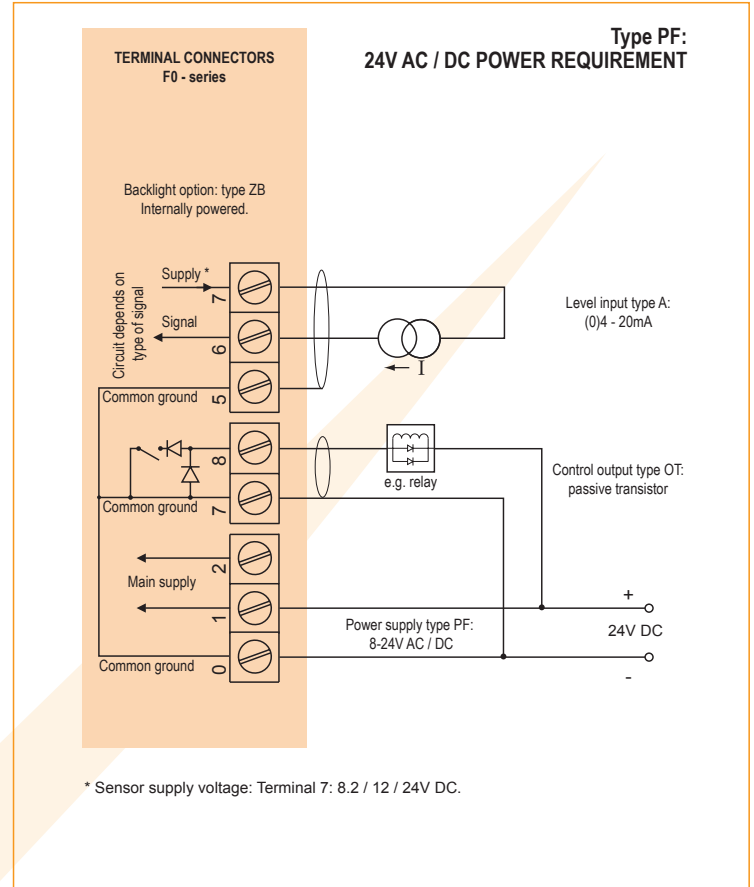 Type PF:
24V AC / DC POWER REQUIREMENT
TERMINAL CONNECTORS
F0 - series
Backlight option: type ZB
Internally powered.
Circuit depends on
type of signal
Supply *
7
Signal
6
Common ground
5
I
Level input type A:
(0)4 - 20mA
8
e.g. relay
Common ground
7
Control output type OT:
passive transistor
2
Main supply
1
Power supply type PF:
8-24V AC / DC
+
24V DC
-
Common ground
0
* Sensor supply voltage: Terminal 7: 8.2 / 12 / 24V DC.